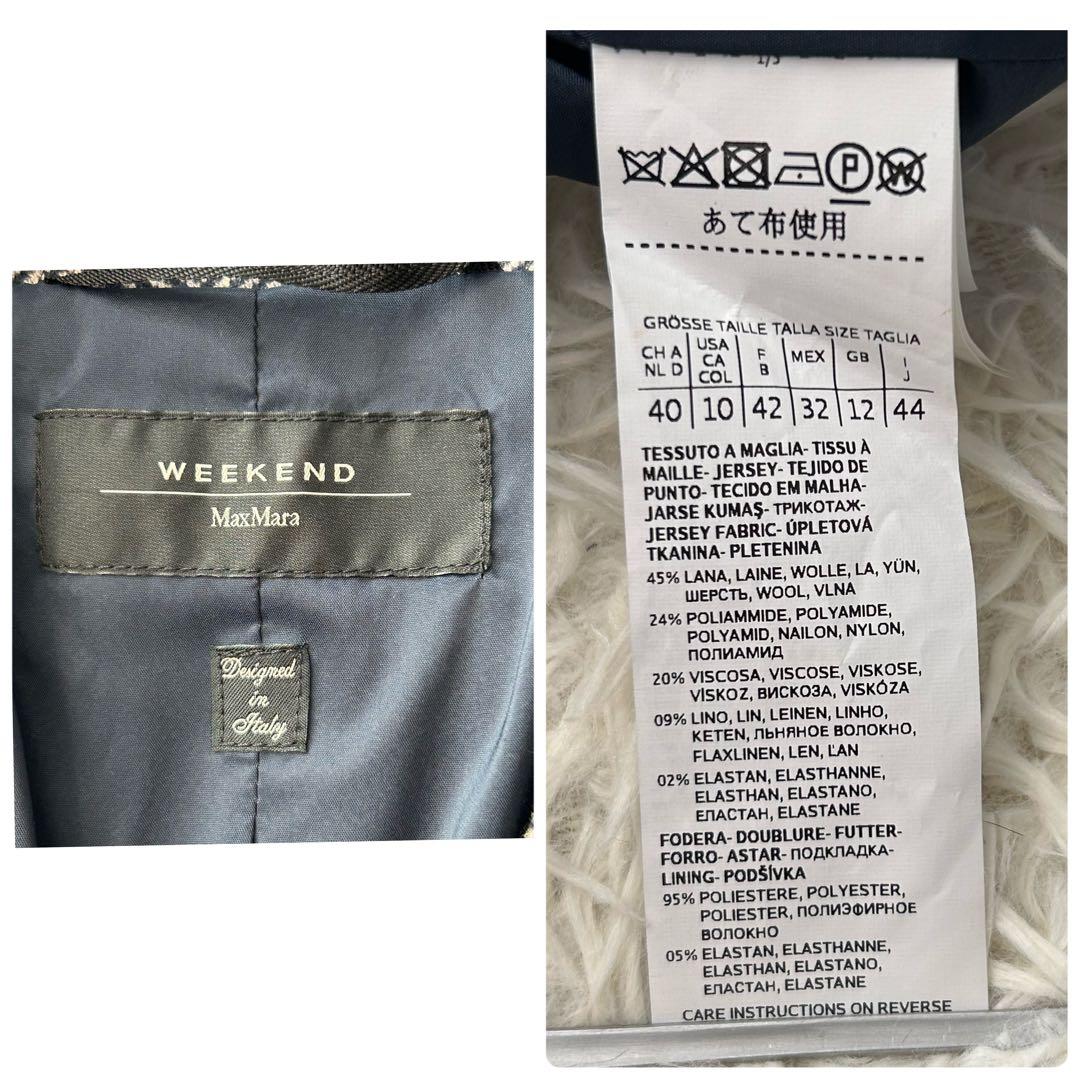 WEEKEND
MaxMara
Designed
in
Italy
1/3
P
W
あて布使用
GRÖSSE TAILLE TALLA SIZE TAGLIA
CH A NL D USA CA COL F B MEX GB I J
40 10 42 32 12 44
TESSUTO A MAGLIA- TISSU À
MAILLE- JERSEY- TEJIDO DE
PUNTO- TECIDO EM MALHA-
JARSE KUMAŞ- ТРИКОТАЖ-
JERSEY FABRIC- ÚPLETOVÁ
TKANINA- PLETENINA
45% LANA, LAINE, WOLLE, LA, YÜN,
ШЕРСТЬ, WOOL, VLNA
24% POLIAMMIDE, POLYAMIDE,
POLYAMID, NAILON, NYLON,
ПОЛИАМИД
20% VISCOSA, VISCOSE, VISKOSE,
VİSKOZ, ВИСКОЗА, VISKÓZA
09% LINO, LIN, LEINEN, LINHO,
KETEN, ЛЬНЯНОЕ ВОЛОКНО,
FLAXLINEN, LEN, ĽAN
02% ELASTAN, ELASTHANNE,
ELASTHAN, ELASTANO,
ЕЛАСТАН, ELASTANE
FODERA- DOUBLURE- FUTTER-
FORRO- ASTAR- ПОДКЛАДКА-
LINING- PODŠÍVKA
95% POLIESTERE, POLYESTER,
POLIESTER, ПОЛИЭФИРНОЕ
ВОЛОКНО
05% ELASTAN, ELASTHANNE,
ELASTHAN, ELASTANO,
ЕЛАСТАН, ELASTANE
CARE INSTRUCTIONS ON REVERSE